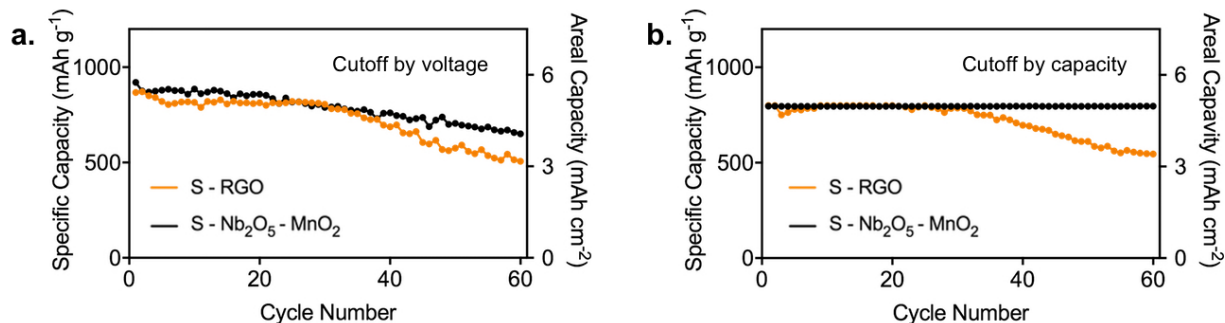 a.
Specific Capacity (mAh g-1)
1000
500
0
Cutoff by voltage
S - RGO
S - Nb2O5 - MnO2
6
3
0
Areal Capacity (mAh cm-2)
0 20 40 60
Cycle Number
b.
Specific Capacity (mAh g-1)
1000
500
0
Cutoff by capacity
S - RGO
S - Nb2O5 - MnO2
6
3
0
Areal Capavity (mAh cm-2)
0 20 40 60
Cycle Number